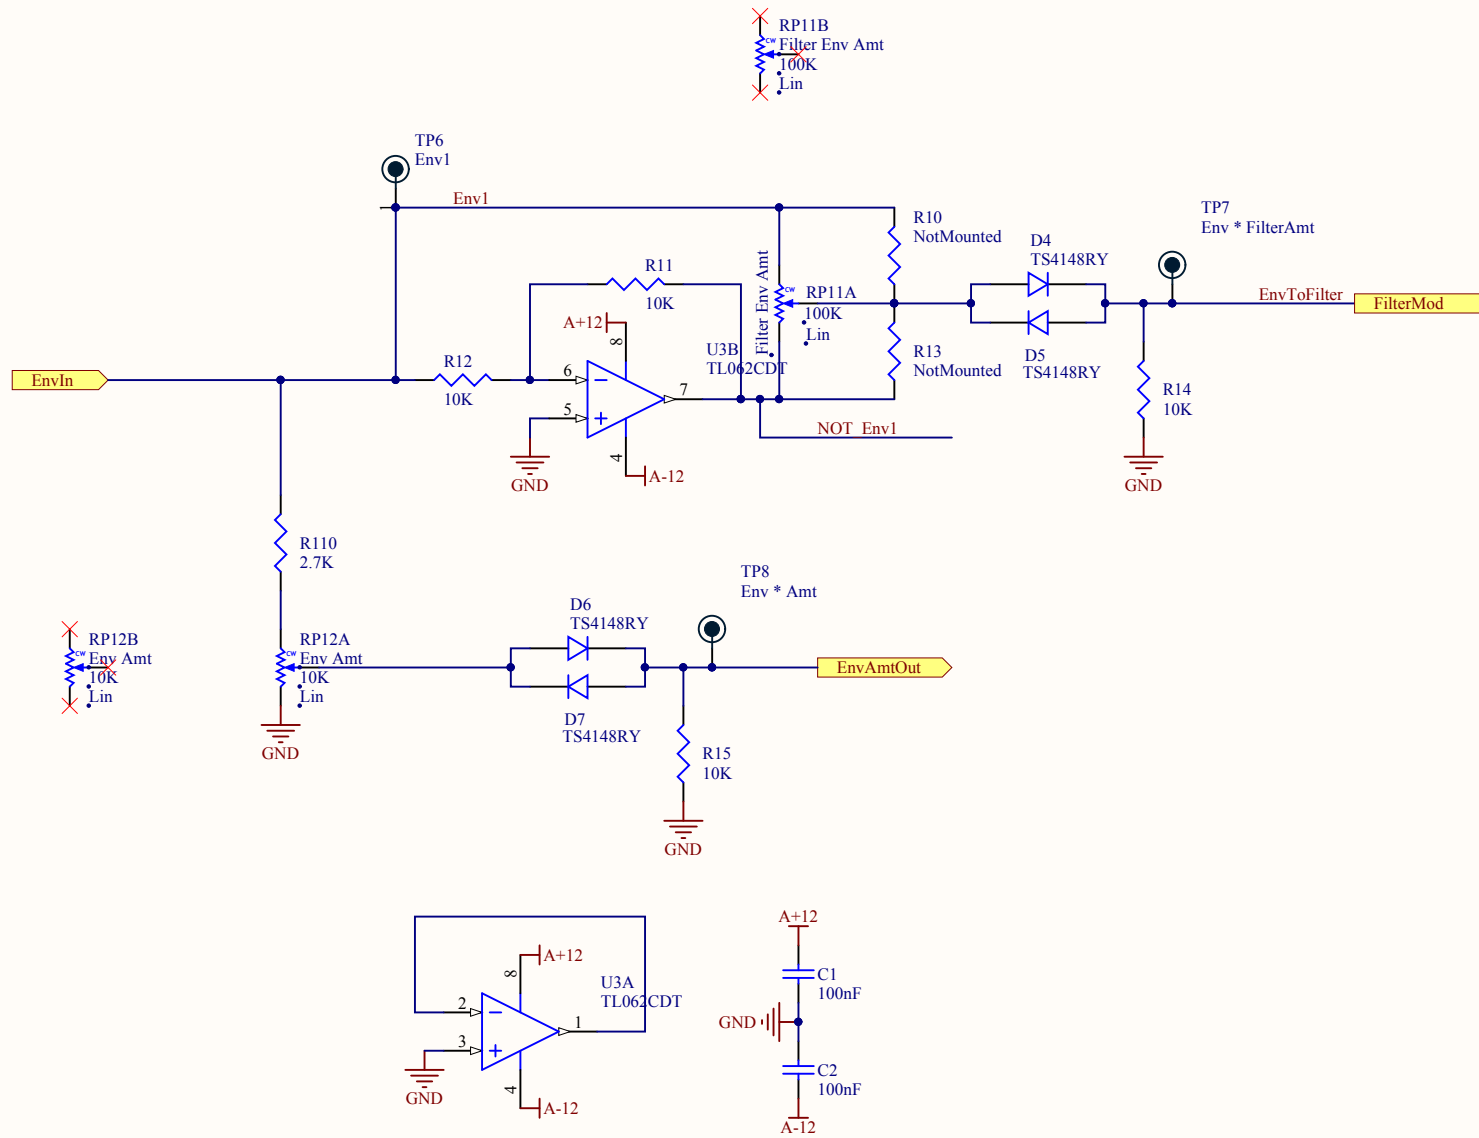 RP11B
cw
Filter Env Amt
100K
Lin
TP6
Env1
Env1
TP7
Env * FilterAmt
R10
NotMounted
D4
TS4148RY
R11
10K
Filter Env Amt
cw
RP11A
100K
Lin
EnvToFilter
FilterMod
A+12
8
U3B
TL062CDT
R13
NotMounted
D5
TS4148RY
R12
10K
EnvIn
6
5
7
4
R14
10K
NOT_Env1
A-12
GND
GND
R110
2.7K
TP8
Env * Amt
D6
TS4148RY
RP12B
cw
Env Amt
10K
Lin
RP12A
cw
Env Amt
10K
Lin
EnvAmtOut
D7
TS4148RY
GND
R15
10K
GND
A+12
A+12
8
U3A
TL062CDT
C1
100nF
2
3
1
GND
4
C2
100nF
GND
A-12
A-12